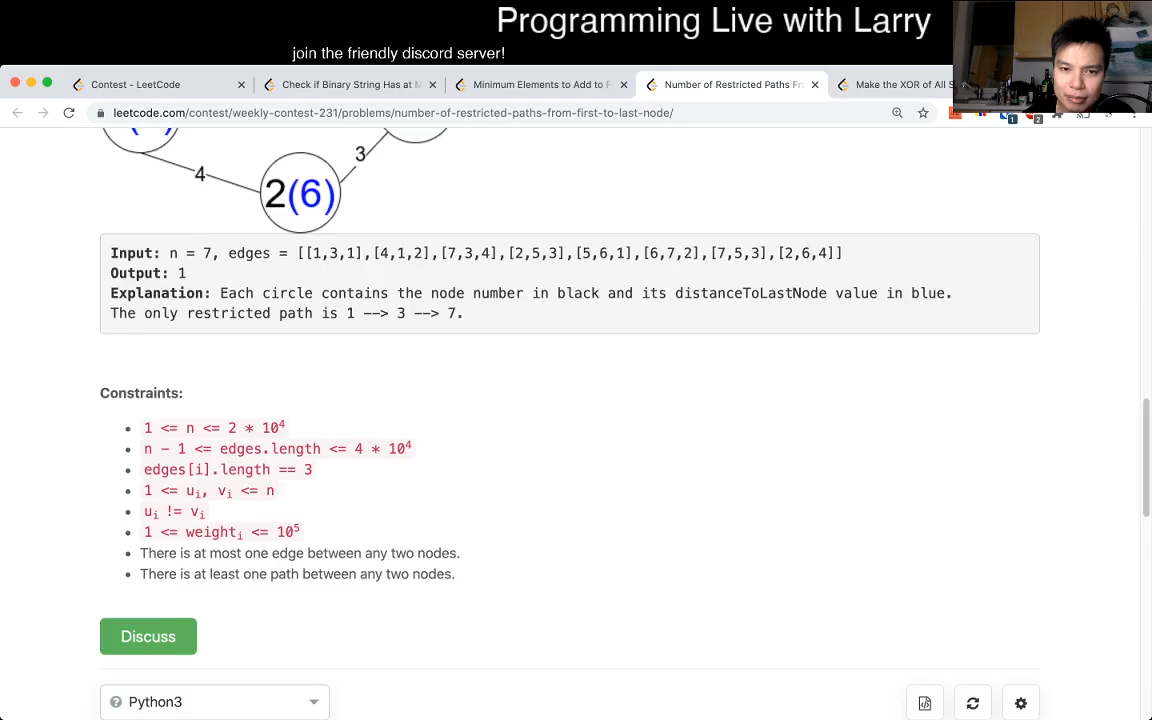 Programming Live with Larry
join the friendly discord server!
Contest - LeetCode
Check if Binary String Has at M
Minimum Elements to Add to F
Number of Restricted Paths Fro
Make the XOR of All S
leetcode.com/contest/weekly-contest-231/problems/number-of-restricted-paths-from-first-to-last-node/
1
2
4
3
2(6)
Input: n = 7, edges = [[1,3,1],[4,1,2],[7,3,4],[2,5,3],[5,6,1],[6,7,2],[7,5,3],[2,6,4]]
Output: 1
Explanation: Each circle contains the node number in black and its distanceToLastNode value in blue.
The only restricted path is 1 --> 3 --> 7.
Constraints:
1 <= n <= 2 * 10⁴
n - 1 <= edges.length <= 4 * 10⁴
edges[i].length == 3
1 <= uᵢ, vᵢ <= n
uᵢ != vᵢ
1 <= weightᵢ <= 10⁵
There is at most one edge between any two nodes.
There is at least one path between any two nodes.
Discuss
Python3